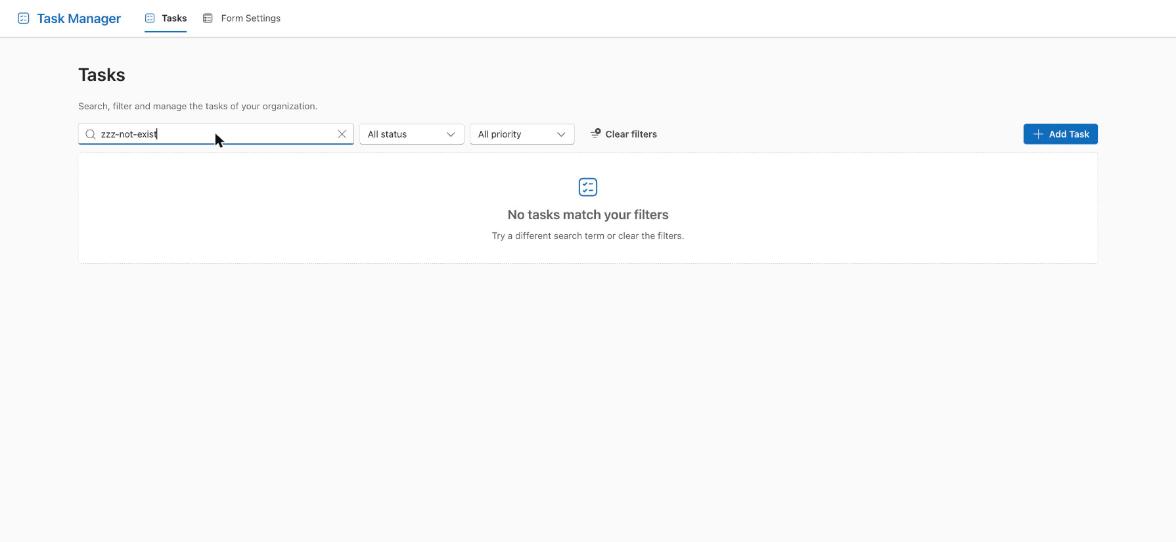 Task Manager
Tasks
Form Settings
Tasks
Search, filter and manage the tasks of your organization.
zzz-not-exist
All status
All priority
Clear filters
Add Task
No tasks match your filters
Try a different search term or clear the filters.